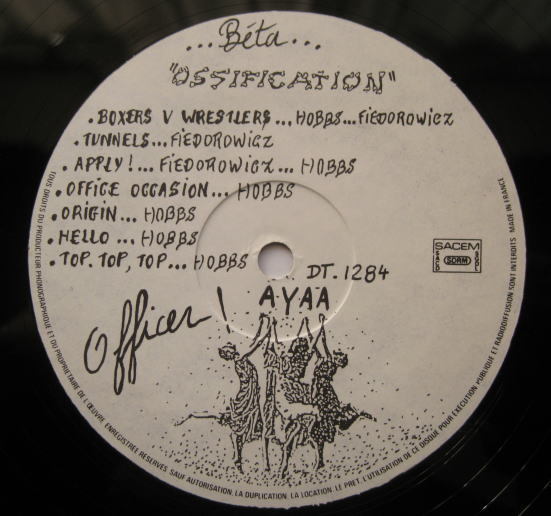 ...Béta...
"OSSIFICATION"
. BOXERS V WRESTLERS ... HOBBS...FIEDOROWICZ
. TUNNELS... FIEDOROWICZ
. APPLY!... FIEDOROWICZ... HOBBS
. OFFICE OCCASION... HOBBS
. ORIGIN... HOBBS
. HELLO ... HOBBS
. TOP. TOP, TOP... HOBBS
DT. 1284
AYAA
Officer!
SACEM
SACD SDRM SGDL
TOUS DROITS DU PRODUCTEUR PHONOGRAPHIQUE ET DU PROPRIETAIRE DE L'ŒUVRE ENREGISTREE RESERVES SAUF AUTORISATION, LA DUPLICATION, LA LOCATION, LE PRET, L'UTILISATION DE CE DISQUE POUR EXECUTION PUBLIQUE ET RADIODIFFUSION SONT INTERDITS MADE IN FRANCE